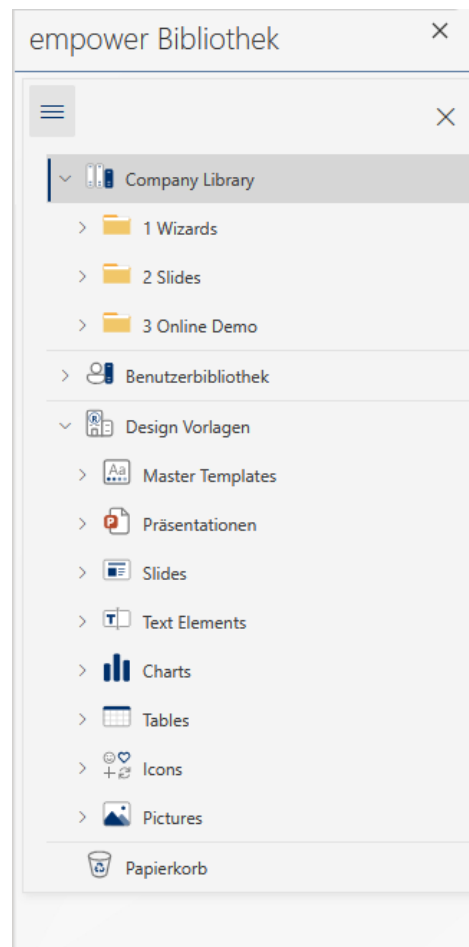 empower Bibliothek
Company Library
1 Wizards
2 Slides
3 Online Demo
Benutzerbibliothek
Design Vorlagen
Master Templates
Präsentationen
Slides
Text Elements
Charts
Tables
Icons
Pictures
Papierkorb